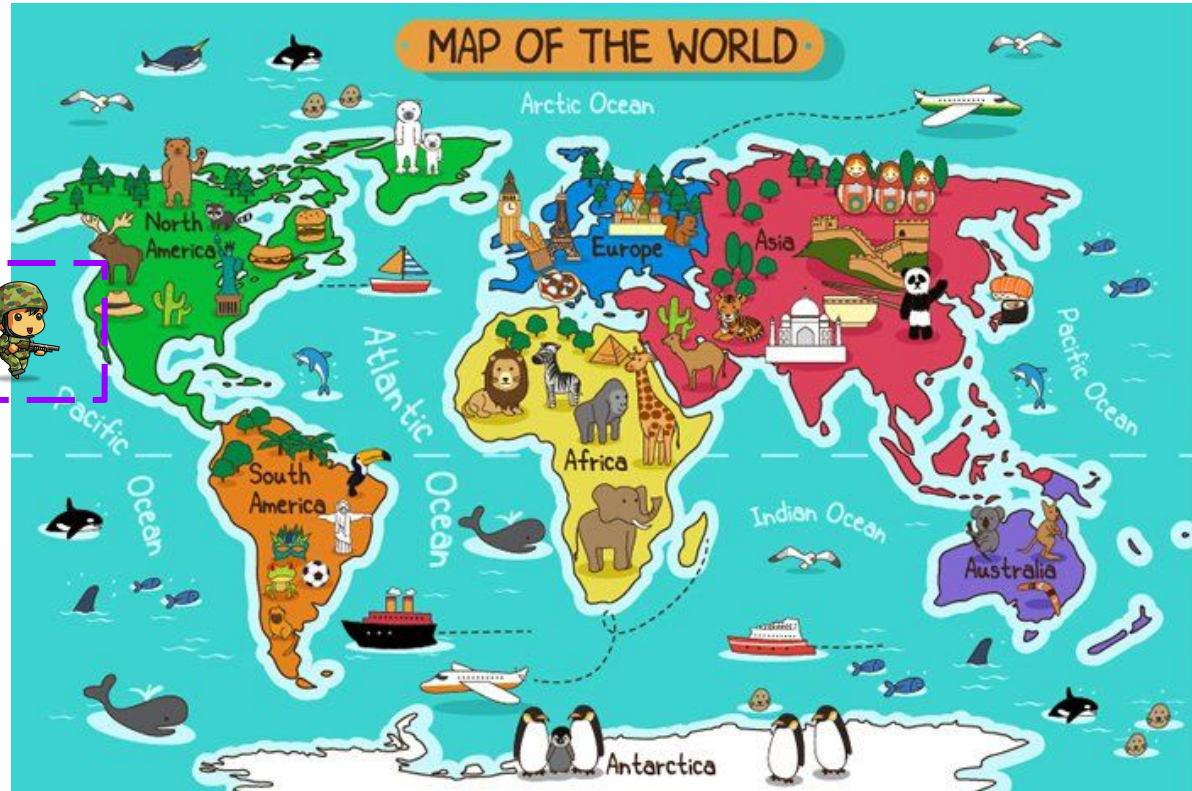 MAP OF THE WORLD
Arctic Ocean
North
America
Europe
Asia
Pacific Ocean
Atlantic
Ocean
Pacific
Ocean
Africa
South
America
Indian Ocean
Australia
Antarctica